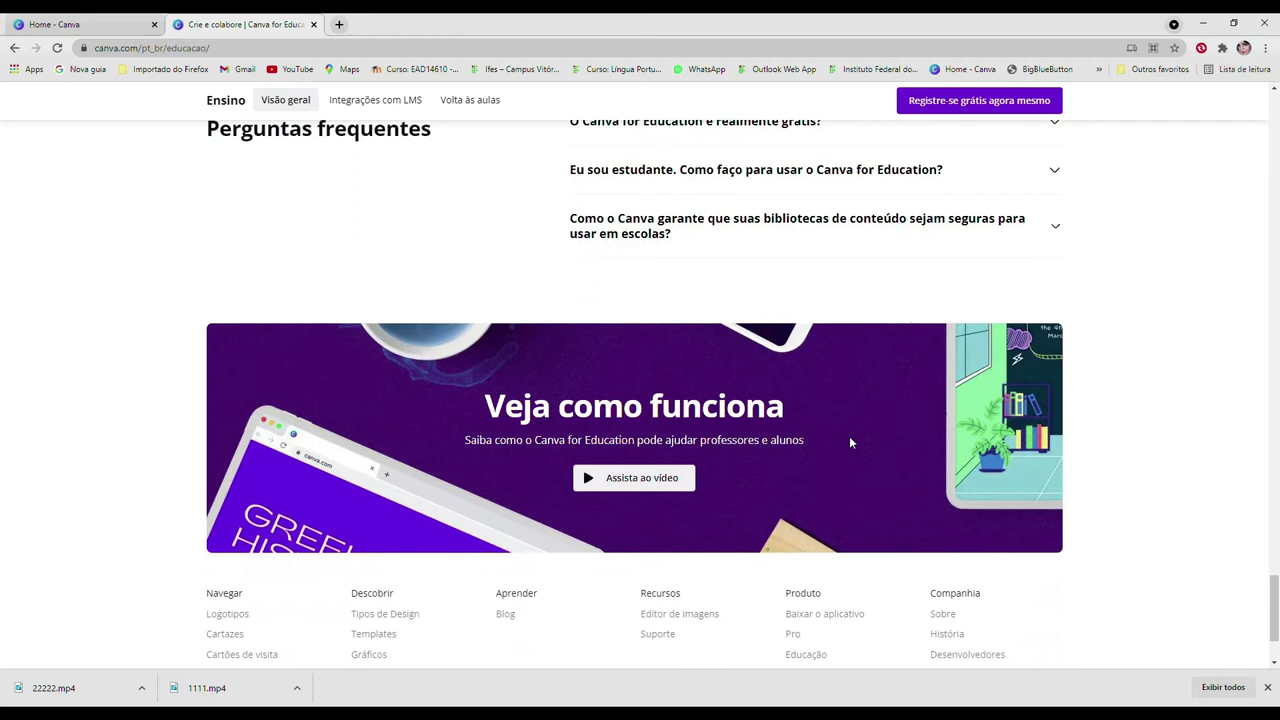 Home - Canva
Crie e colabore | Canva for Educa
canva.com/pt_br/educacao/
Apps
Nova guia
Importado do Firefox
Gmail
YouTube
Maps
Curso: EAD14610 -...
Ifes – Campus Vitór...
Curso: Língua Portu...
WhatsApp
Outlook Web App
Instituto Federal do...
Home - Canva
BigBlueButton
»
Outros favoritos
Lista de leitura
Ensino
Visão geral
Integrações com LMS
Volta às aulas
Registre-se grátis agora mesmo
Perguntas frequentes
O Canva for Education é realmente grátis?
Eu sou estudante. Como faço para usar o Canva for Education?
Como o Canva garante que suas bibliotecas de conteúdo sejam seguras para
usar em escolas?
the 4t
Mar
canva.com
GREE
HIS
Veja como funciona
Saiba como o Canva for Education pode ajudar professores e alunos
Assista ao vídeo
Navegar
Descobrir
Aprender
Recursos
Produto
Companhia
Logotipos
Tipos de Design
Blog
Editor de imagens
Baixar o aplicativo
Sobre
Cartazes
Templates
Suporte
Pro
História
Cartões de visita
Gráficos
Educação
Desenvolvedores
22222.mp4
1111.mp4
Exibir todos